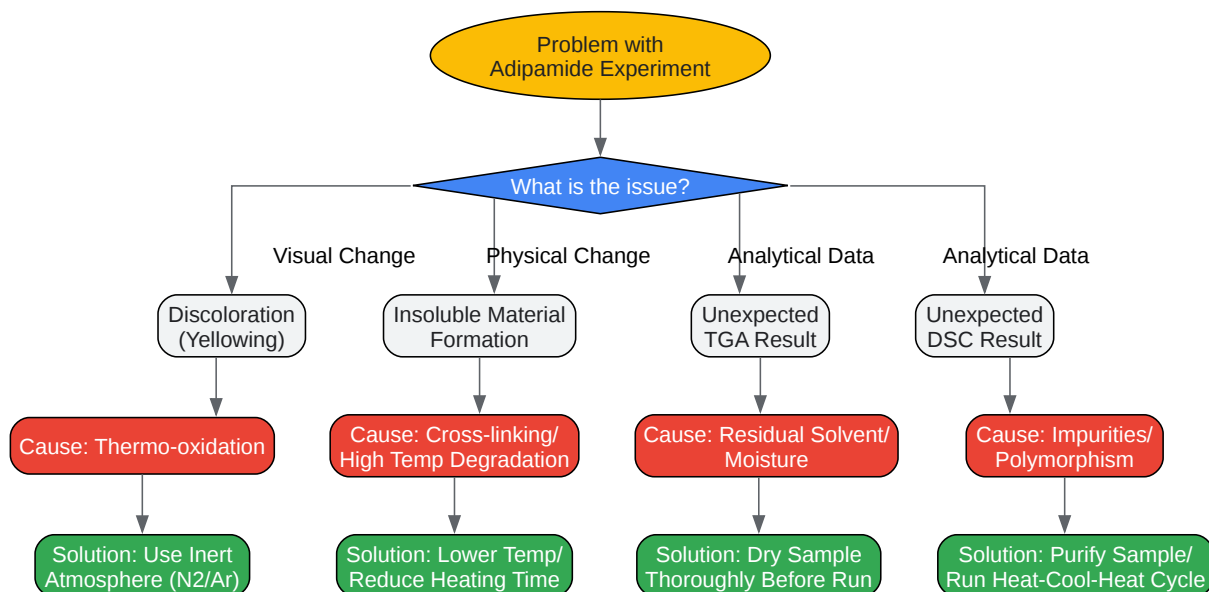 Problem with
Adipamide Experiment
What is the issue?
Visual Change
Physical Change
Analytical Data
Analytical Data
Discoloration
(Yellowing)
Insoluble Material
Formation
Unexpected
TGA Result
Unexpected
DSC Result
Cause: Thermo-oxidation
Cause: Cross-linking/
High Temp Degradation
Cause: Residual Solvent/
Moisture
Cause: Impurities/
Polymorphism
Solution: Use Inert
Atmosphere (N2/Ar)
Solution: Lower Temp/
Reduce Heating Time
Solution: Dry Sample
Thoroughly Before Run
Solution: Purify Sample/
Run Heat-Cool-Heat Cycle